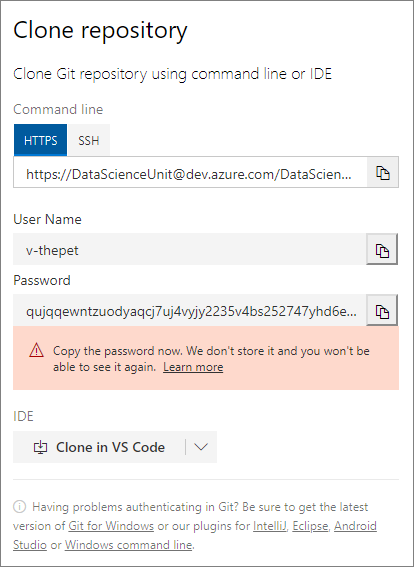 Clone repository
Clone Git repository using command line or IDE
Command line
HTTPS SSH
https://DataScienceUnit@dev.azure.com/DataScien...
User Name
v-thepet
Password
qujqqewntzuodyaqcj7uj4vyjy2235v4bs252747yhd6e...
Copy the password now. We don't store it and you won't be
able to see it again. Learn more
IDE
Clone in VS Code
Having problems authenticating in Git? Be sure to get the latest
version of Git for Windows or our plugins for IntelliJ, Eclipse, Android
Studio or Windows command line.